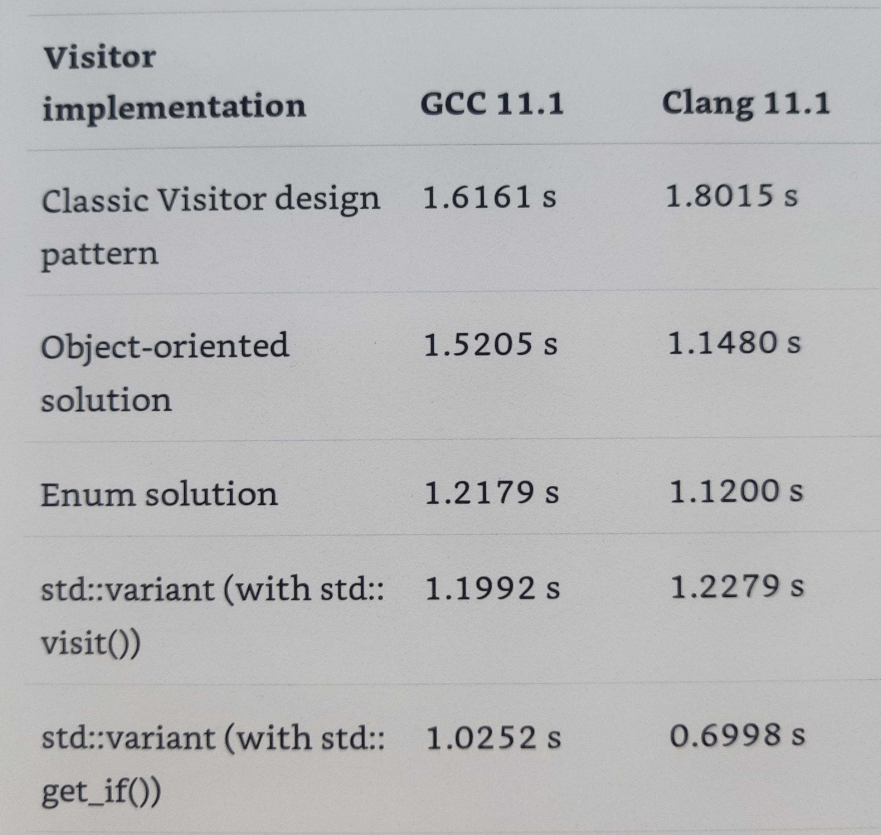 Visitor
implementation GCC 11.1 Clang 11.1
Classic Visitor design 1.6161 s 1.8015 s
pattern
Object-oriented 1.5205 s 1.1480 s
solution
Enum solution 1.2179 s 1.1200 s
std::variant (with std:: 1.1992 s 1.2279 s
visit())
std::variant (with std:: 1.0252 s 0.6998 s
get_if())